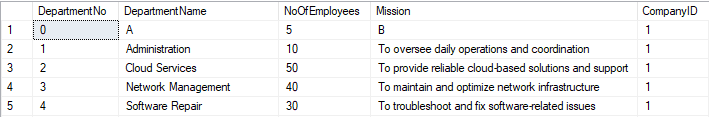 DepartmentNo DepartmentName NoOfEmployees Mission CompanyID
1 0 A 5 B 1
2 1 Administration 10 To oversee daily operations and coordination 1
3 2 Cloud Services 50 To provide reliable cloud-based solutions and support 1
4 3 Network Management 40 To maintain and optimize network infrastructure 1
5 4 Software Repair 30 To troubleshoot and fix software-related issues 1